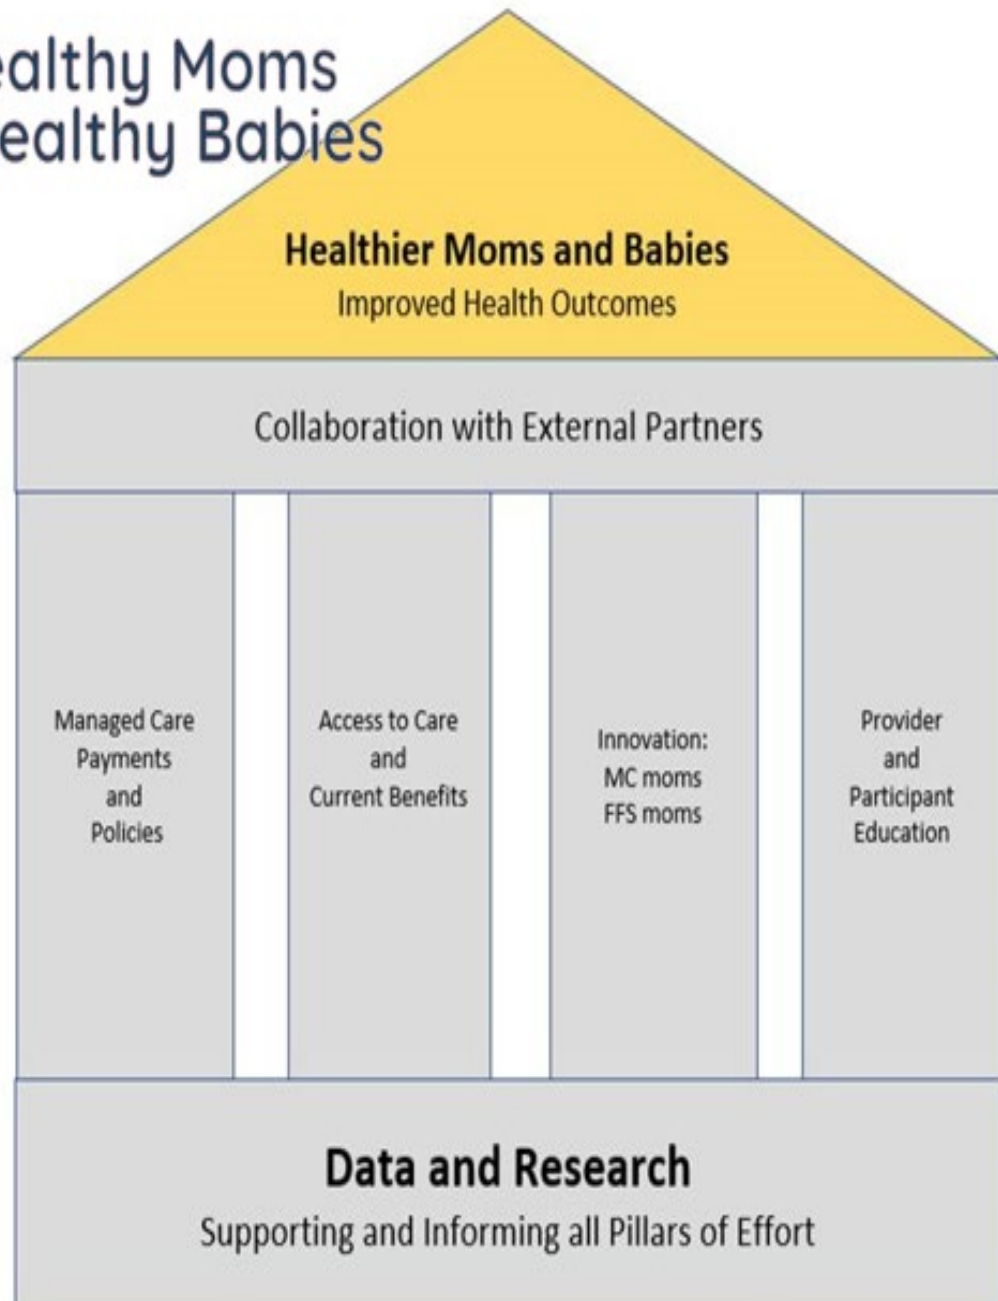 ealthy Moms
ealthy Babies
Healthier Moms and Babies
Improved Health Outcomes
Collaboration with External Partners
Managed Care
Payments
and
Policies
Access to Care
and
Current Benefits
Innovation:
MC moms
FFS moms
Provider
and
Participant
Education
Data and Research
Supporting and Informing all Pillars of Effort